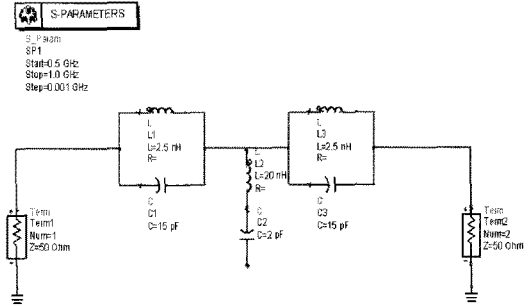 S-PARAMETERS
S_Param
SP1
Start=0.5 GHz
Stop=1.0 GHz
Step=0.001 GHz
L
L1
L=2.5 nH
R=
C
C1
C=15 pF
L
L2
L=20 nH
R=
C
C2
C=2 pF
L
L3
L=2.5 nH
R=
C
C3
C=15 pF
Term
Term1
Num=1
Z=50 Ohm
Term
Term2
Num=2
Z=50 Ohm